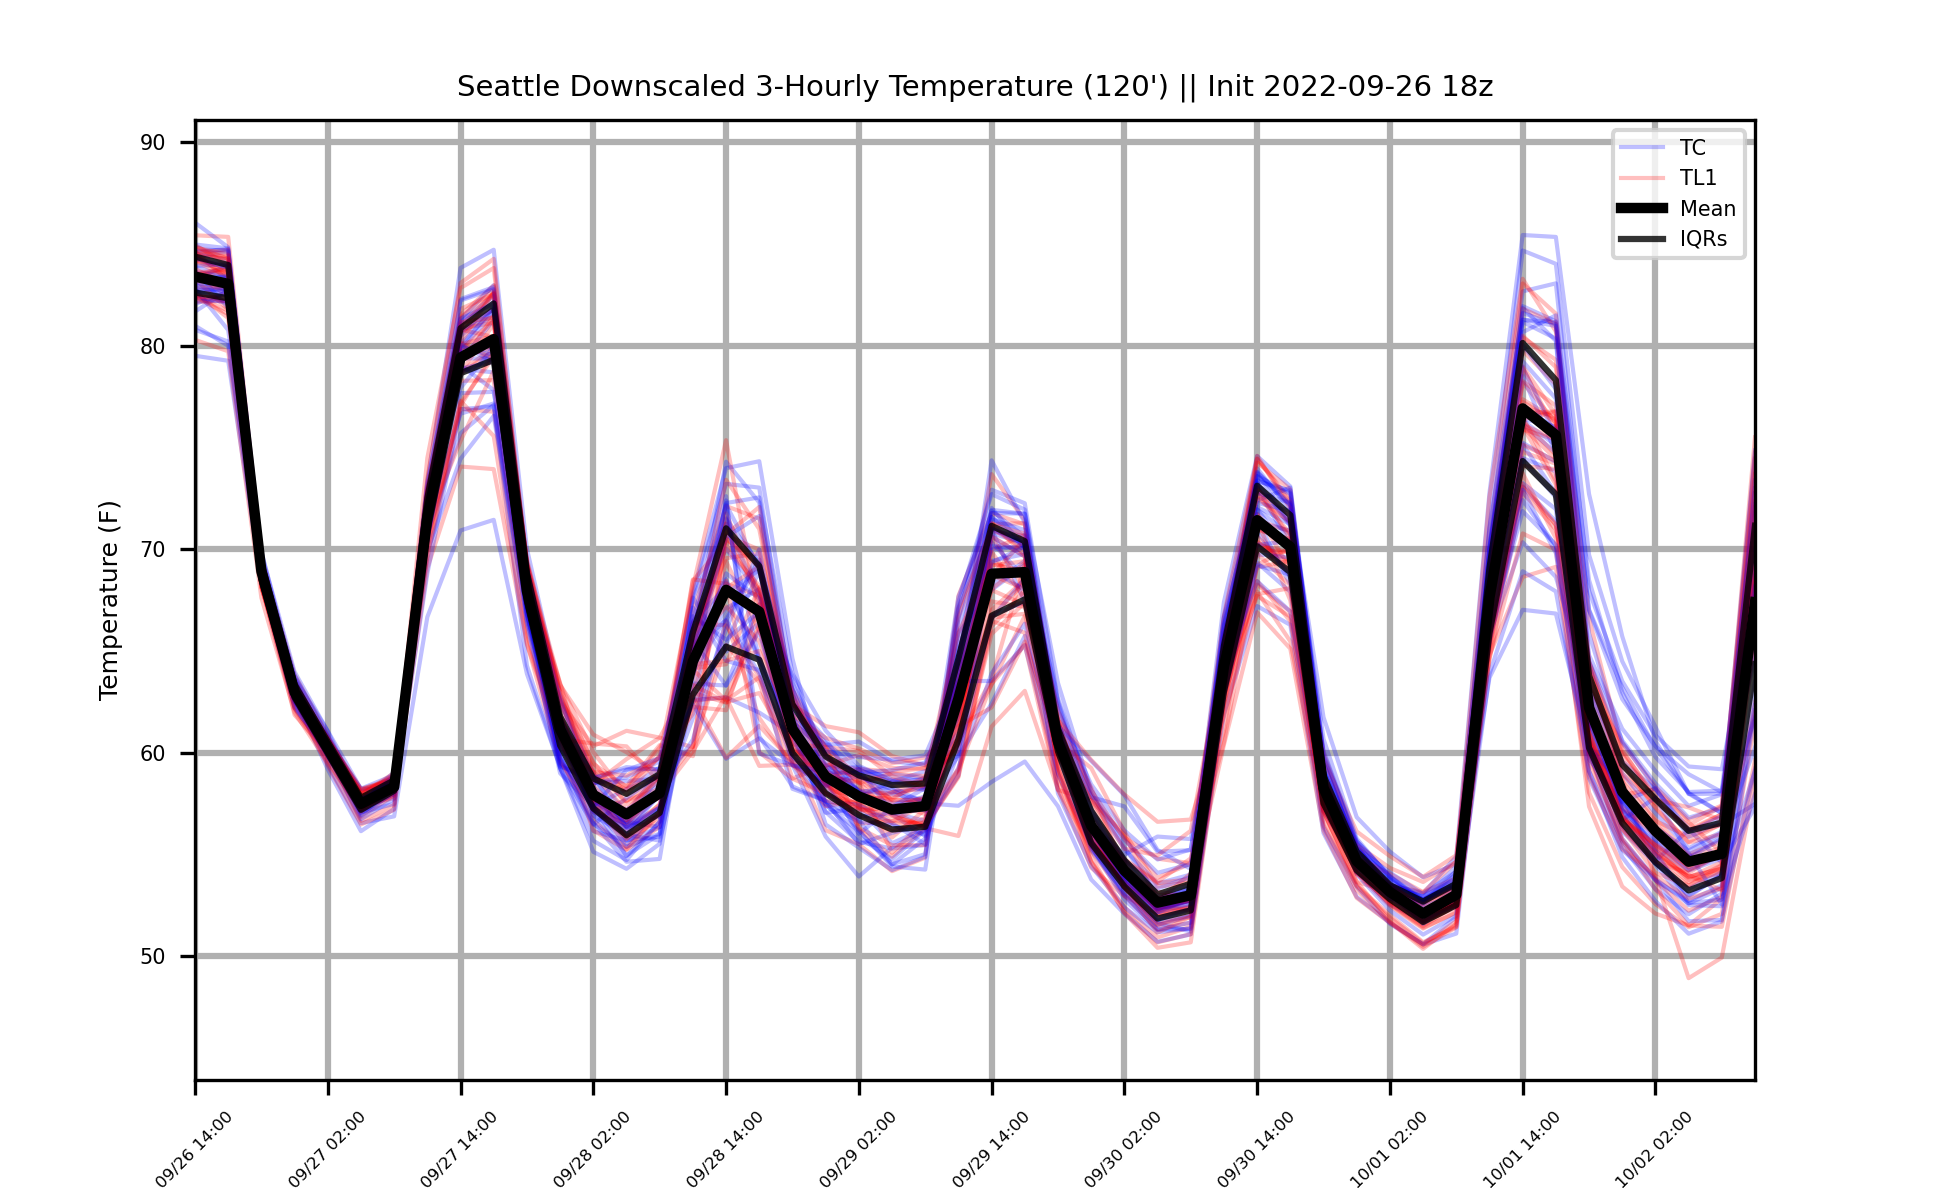 Seattle Downscaled 3-Hourly Temperature (120') || Init 2022-09-26 18z
TC
TL1
Mean
IQRs
Temperature (F)
90
80
70
60
50
09/26 14:00
09/27 02:00
09/27 14:00
09/28 02:00
09/28 14:00
09/29 02:00
09/29 14:00
09/30 02:00
09/30 14:00
10/01 02:00
10/01 14:00
10/02 02:00